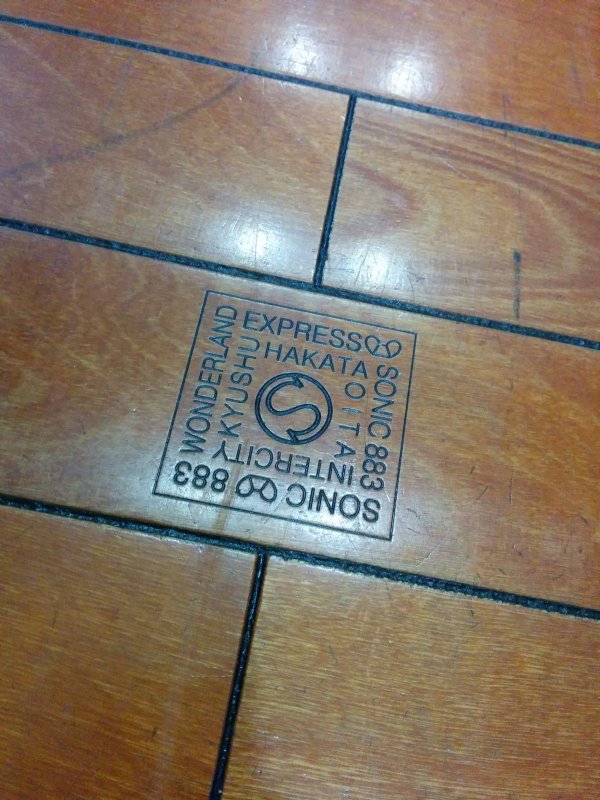 WONDERLAND
EXPRESS
SONIC 883
SONIC 883
KYUSHU
HAKATA
OITA
INTERCITY
S